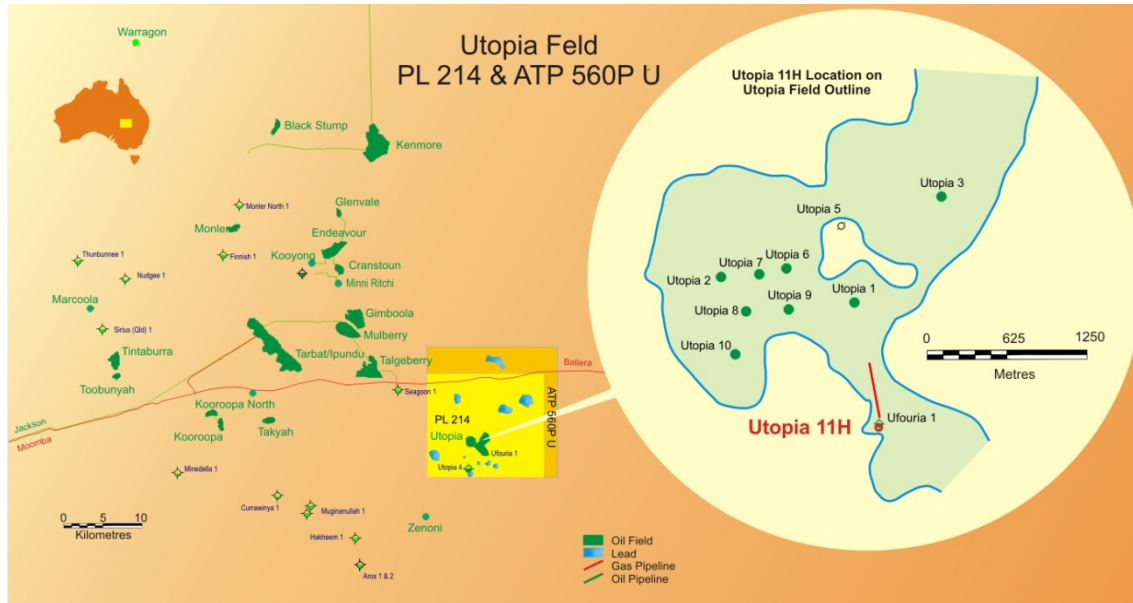 Utopia Feld
PL 214 & ATP 560P U
Warragon
Black Stump
Kenmore
Monler North 1
Glenvale
Monler
Endeavour
Thunbunnee 1
Finnish 1
Kooyong
Cranstoun
Nudgee 1
Minni Ritchi
Marcoola
Gimboola
Sirius (Qld) 1
Mulberry
Tintaburra
Tarbat/Ipundu
Talgeberry
Toobunyah
Ballera
Seagoon 1
Kooroopa North
PL 214
ATP 560P U
Jackson
Moomba
Kooroopa
Takyah
Utopia
Ufouria 1
Minedella 1
Utopia 4
Currawinya 1
Muginanullah 1
Zenoni
Hakheem 1
Aros 1 & 2
0 5 10
Kilometres
Oil Field
Lead
Gas Pipeline
Oil Pipeline
Utopia 11H Location on
Utopia Field Outline
Utopia 3
Utopia 5
Utopia 6
Utopia 7
Utopia 2
Utopia 1
Utopia 8
Utopia 9
Utopia 10
0 625 1250
Metres
Utopia 11H
Ufouria 1